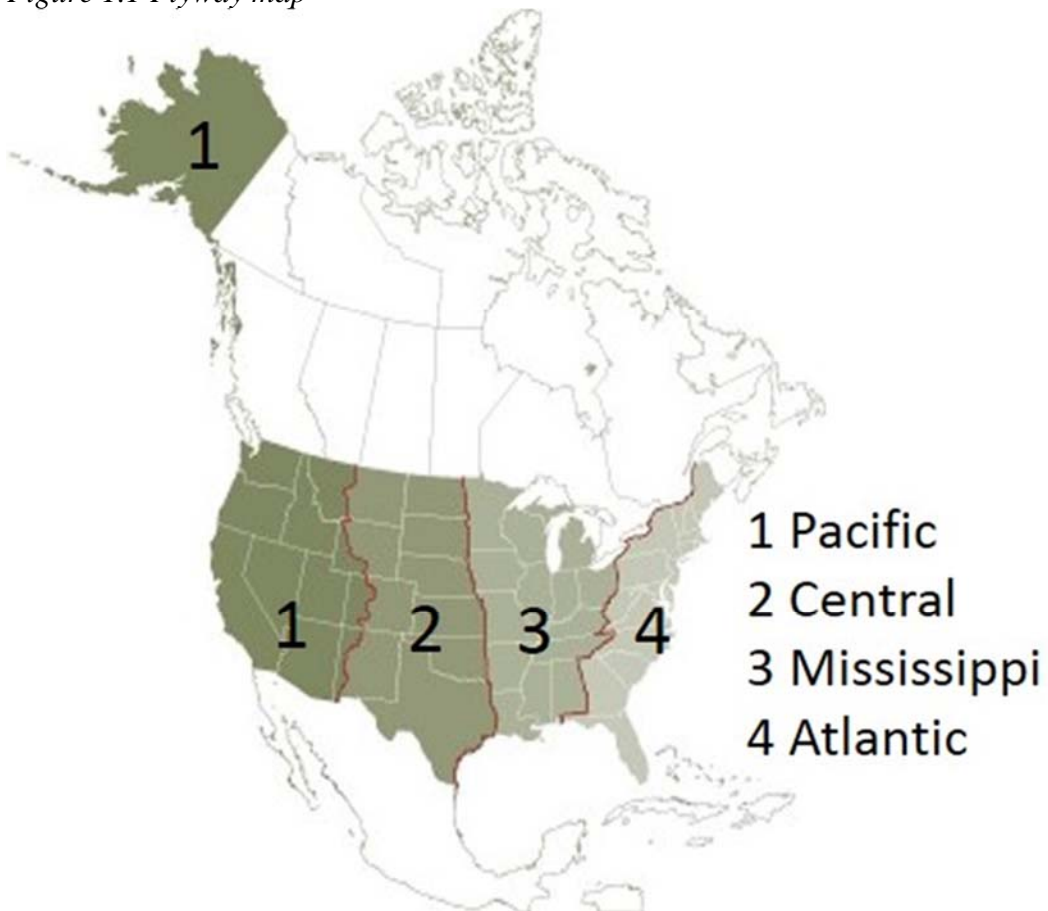 Figure 1.1 Flyway map
1
1
2
3
4
1 Pacific
2 Central
3 Mississippi
4 Atlantic